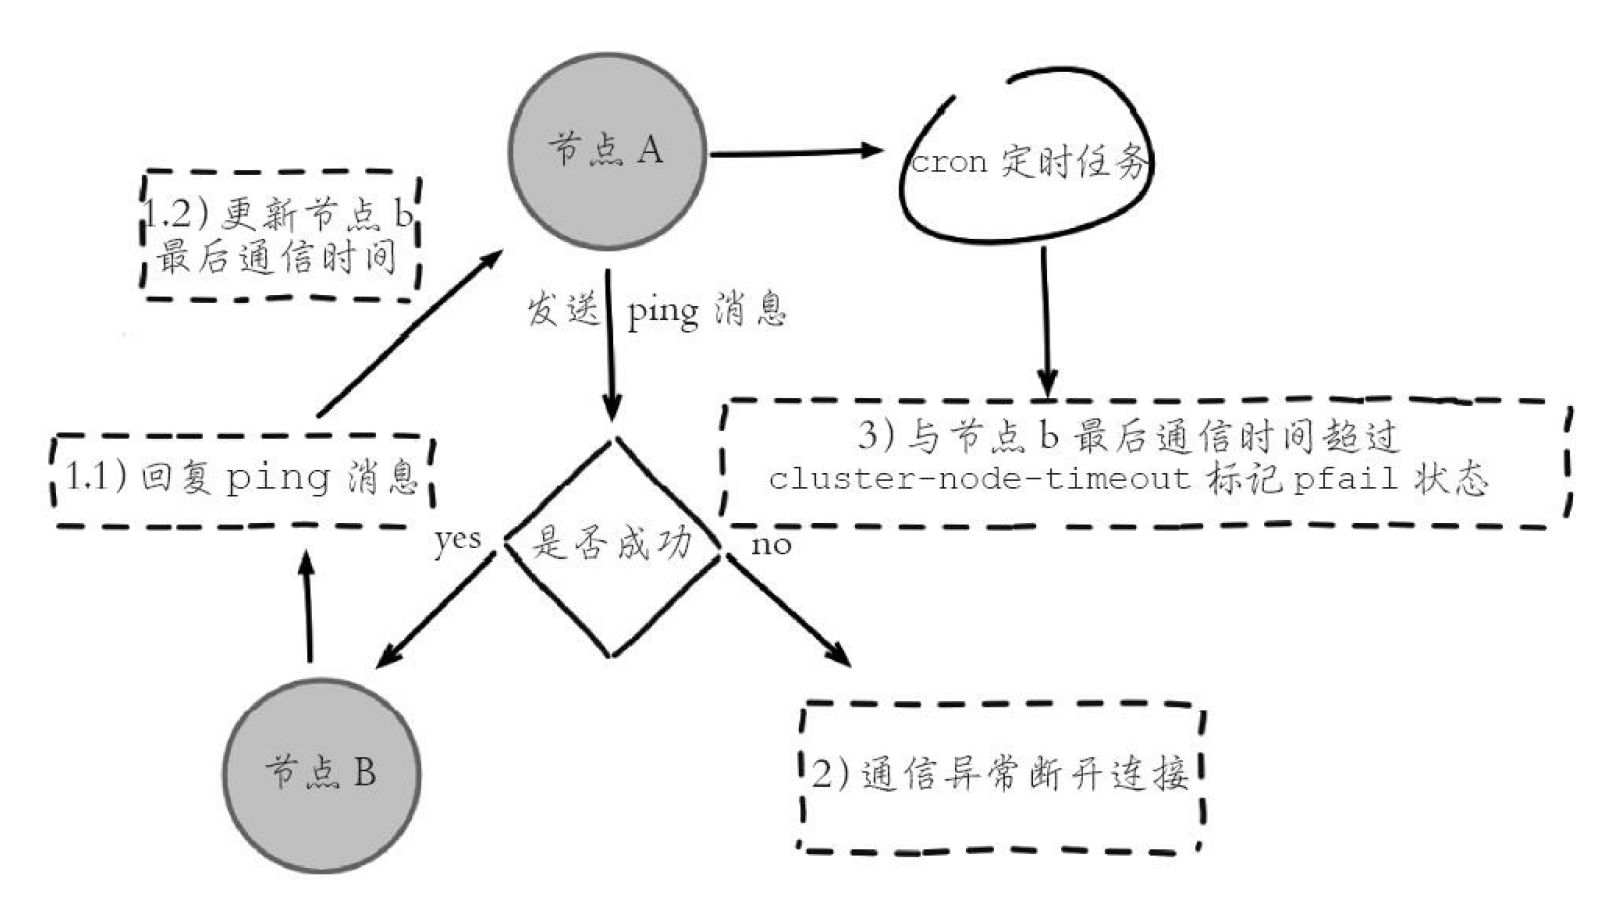 节点 A
cron 定时任务
1.2) 更新节点 b
最后通信时间
发送 ping 消息
3) 与节点 b 最后通信时间超过
cluster-node-timeout 标记 pfail 状态
1.1) 回复 ping 消息
yes
是否成功
no
节点 B
2) 通信异常断开连接